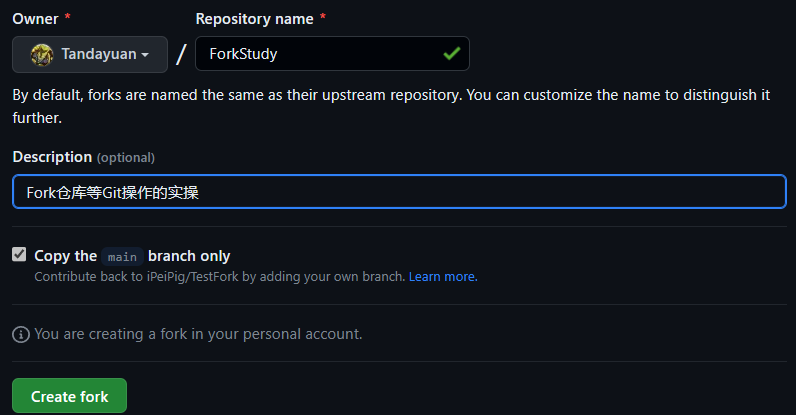 Owner * Repository name *
Tandayuan / ForkStudy
By default, forks are named the same as their upstream repository. You can customize the name to distinguish it
further.
Description (optional)
Fork仓库等Git操作的实操
Copy the main branch only
Contribute back to iPeiPig/TestFork by adding your own branch. Learn more.
You are creating a fork in your personal account.
Create fork